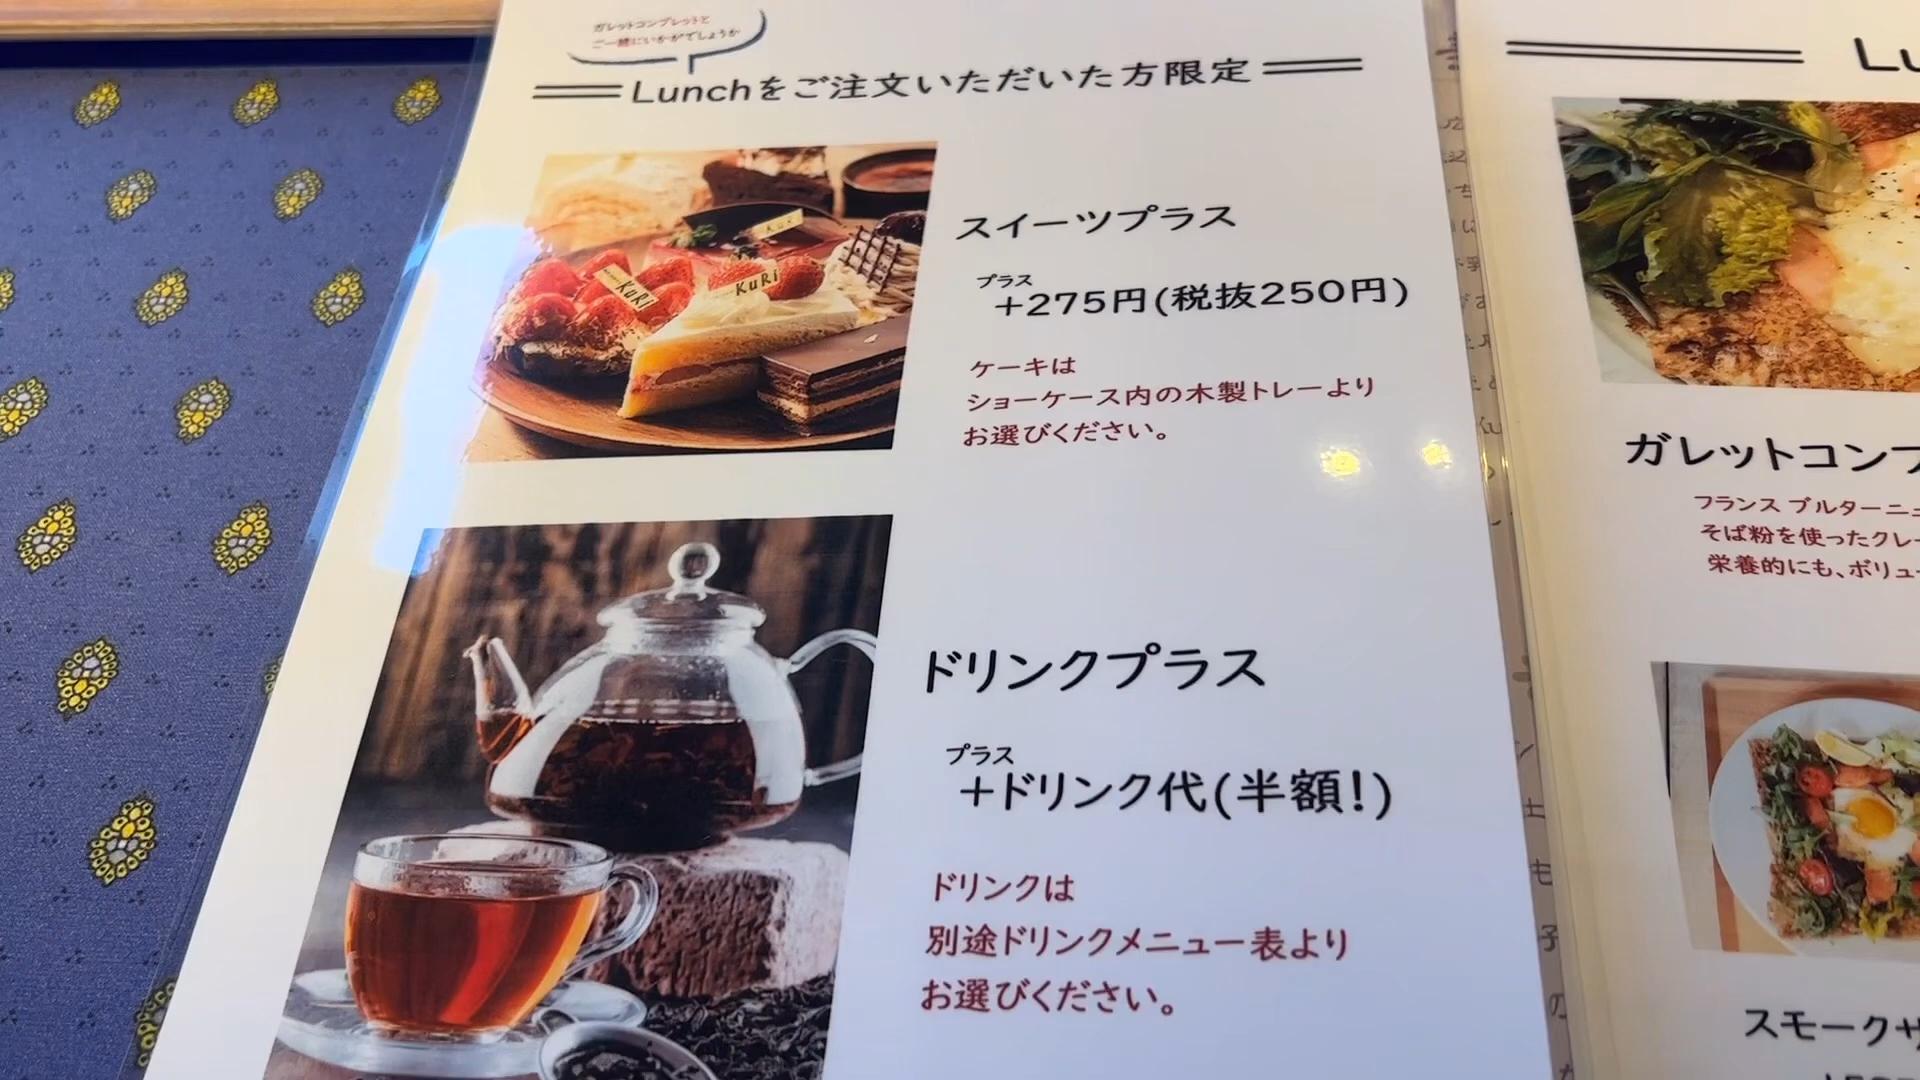 ガレットコンプレットと
ご一緒にいかがでしょうか
Lunchをご注文いただいた方限定
スイーツプラス
プラス
+275円(税抜250円)
ケーキは
ショーケース内の木製トレーより
お選びください。
KuRi
KuRi
ドリンクプラス
プラス
+ドリンク代(半額!)
ドリンクは
別途ドリンクメニュー表より
お選びください。
Lu
ガレットコンプ
フランス ブルターニュ
そば粉を使ったクレー
栄養的にも、ボリュー
スモークサ